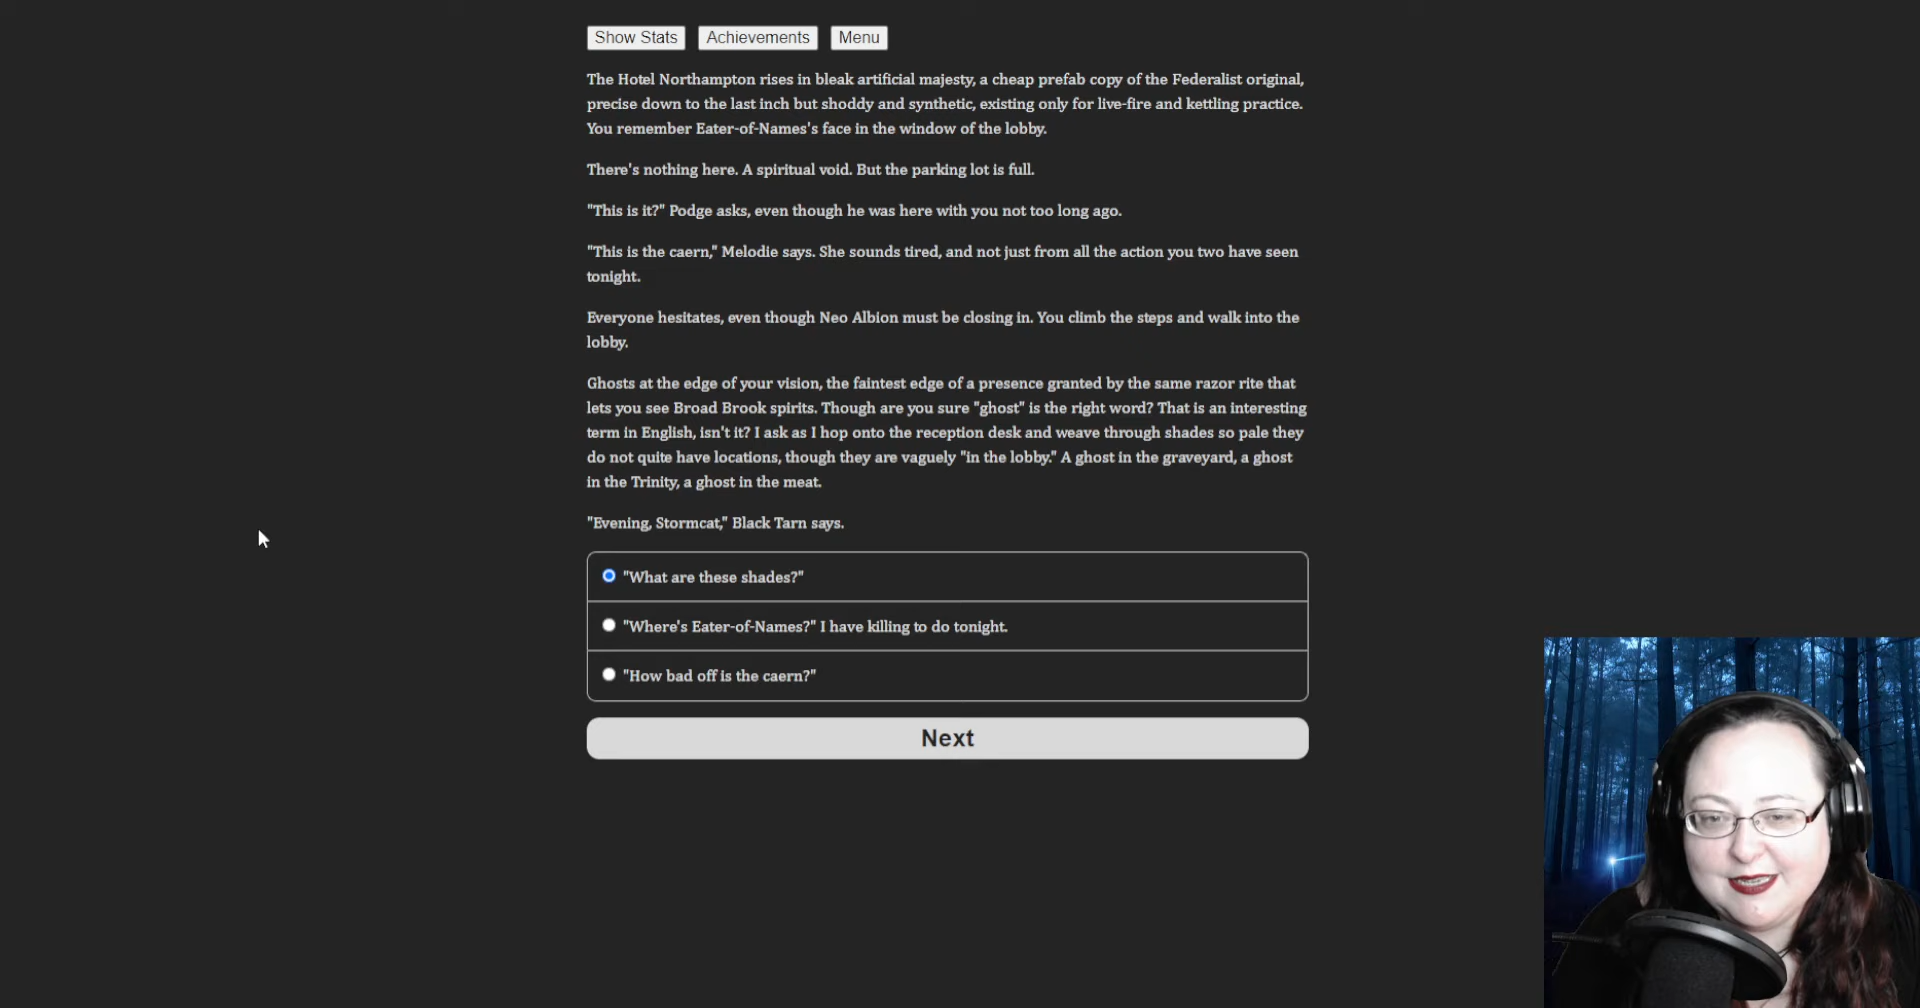 Show Stats Achievements Menu
The Hotel Northampton rises in bleak artificial majesty, a cheap prefab copy of the Federalist original,
precise down to the last inch but shoddy and synthetic, existing only for live-fire and kettling practice.
You remember Eater-of-Names's face in the window of the lobby.
There's nothing here. A spiritual void. But the parking lot is full.
"This is it?" Podge asks, even though he was here with you not too long ago.
"This is the caern," Melodie says. She sounds tired, and not just from all the action you two have seen
tonight.
Everyone hesitates, even though Neo Albion must be closing in. You climb the steps and walk into the
lobby.
Ghosts at the edge of your vision, the faintest edge of a presence granted by the same razor rite that
lets you see Broad Brook spirits. Though are you sure "ghost" is the right word? That is an interesting
term in English, isn't it? I ask as I hop onto the reception desk and weave through shades so pale they
do not quite have locations, though they are vaguely "in the lobby." A ghost in the graveyard, a ghost
in the Trinity, a ghost in the meat.
"Evening, Stormcat," Black Tarn says.
"What are these shades?"
"Where's Eater-of-Names?" I have killing to do tonight.
"How bad off is the caern?"
Next